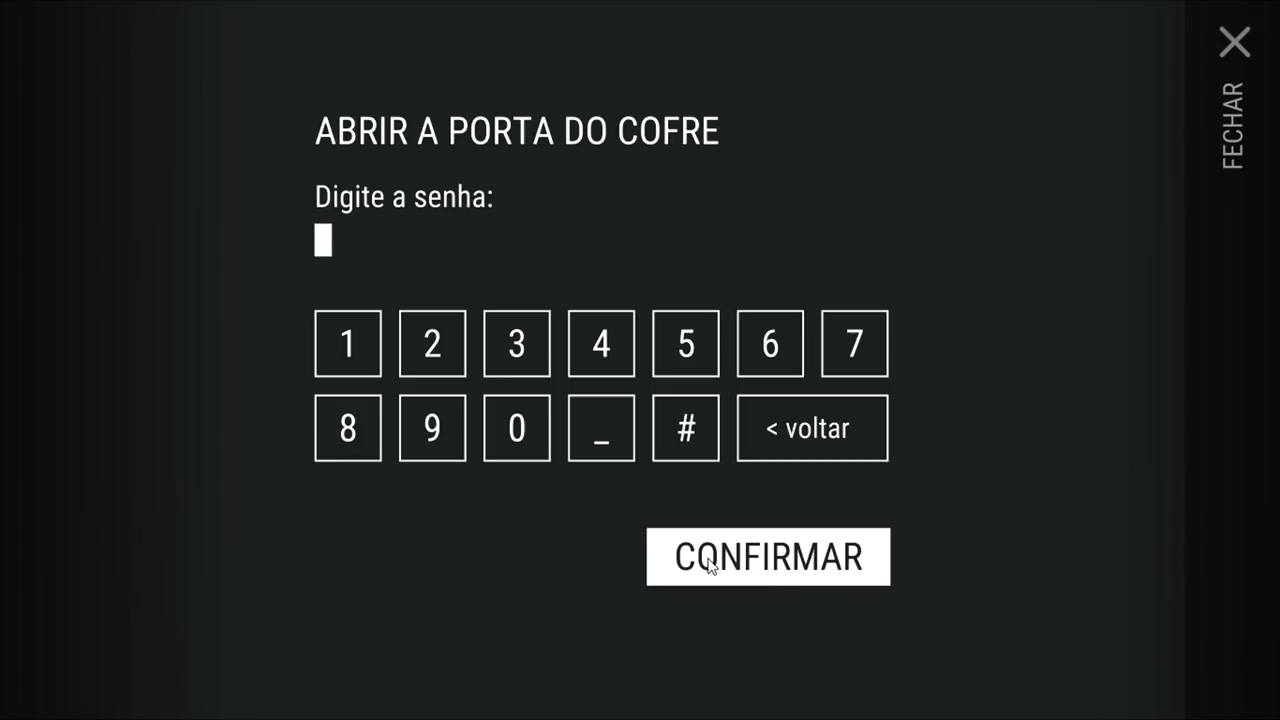 ABRIR A PORTA DO COFRE
FECHAR
Digite a senha:
1 2 3 4 5 6 7
8 9 0 _ # < voltar
CONFIRMAR